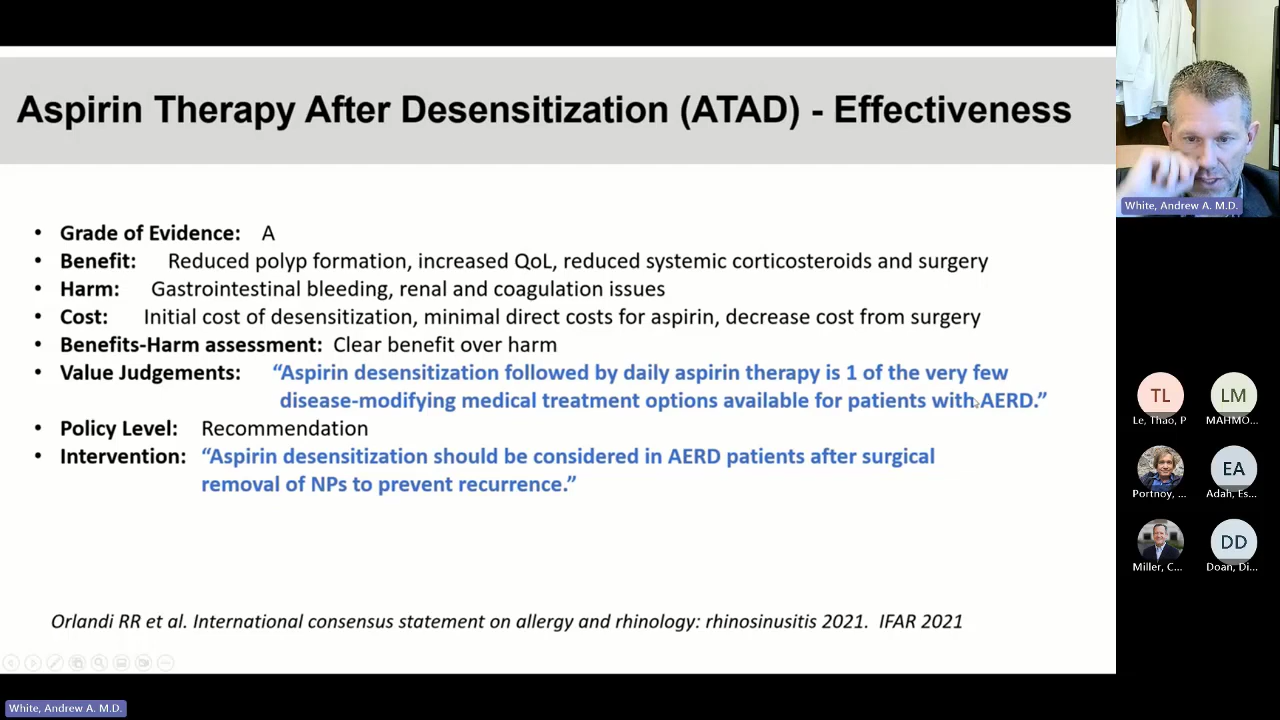 Aspirin Therapy After Desensitization (ATAD) - Effectiveness
• Grade of Evidence: A
• Benefit: Reduced polyp formation, increased QoL, reduced systemic corticosteroids and surgery
• Harm: Gastrointestinal bleeding, renal and coagulation issues
• Cost: Initial cost of desensitization, minimal direct costs for aspirin, decrease cost from surgery
• Benefits-Harm assessment: Clear benefit over harm
• Value Judgements: “Aspirin desensitization followed by daily aspirin therapy is 1 of the very few
disease-modifying medical treatment options available for patients with AERD.”
• Policy Level: Recommendation
• Intervention: “Aspirin desensitization should be considered in AERD patients after surgical
removal of NPs to prevent recurrence.”
Orlandi RR et al. International consensus statement on allergy and rhinology: rhinosinusitis 2021. IFAR 2021
White, Andrew A. M.D.
White, Andrew A. M.D.
TL
LM
Le, Thao, P
MAHMO...
EA
Portnoy, ...
Adah, Es...
DD
Miller, C...
Doan, Di...